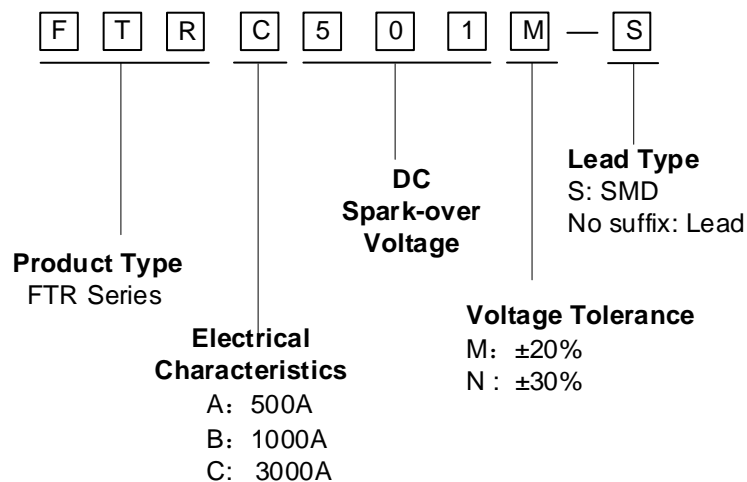 F T R C 5 0 1 M — S
Lead Type
S: SMD
No suffix: Lead
DC
Spark-over
Voltage
Product Type
FTR Series
Voltage Tolerance
M：±20%
N : ±30%
Electrical
Characteristics
A：500A
B：1000A
C: 3000A